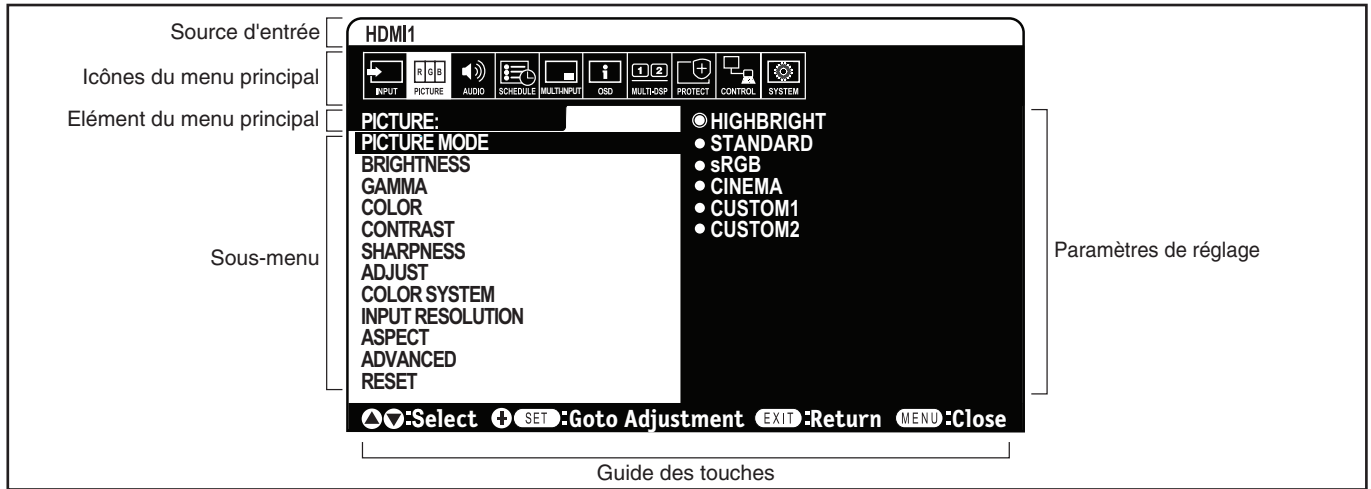 Source d'entrée
HDMI1
Icônes du menu principal
INPUT PICTURE AUDIO SCHEDULE MULTI-INPUT OSD MULTI-DSP PROTECT CONTROL SYSTEM
R G B
1 2
Elément du menu principal
PICTURE:
Sous-menu
PICTURE MODE
BRIGHTNESS
GAMMA
COLOR
CONTRAST
SHARPNESS
ADJUST
COLOR SYSTEM
INPUT RESOLUTION
ASPECT
ADVANCED
RESET
HIGHBRIGHT
STANDARD
sRGB
CINEMA
CUSTOM1
CUSTOM2
Paramètres de réglage
:Select SET :Goto Adjustment EXIT :Return MENU :Close
Guide des touches